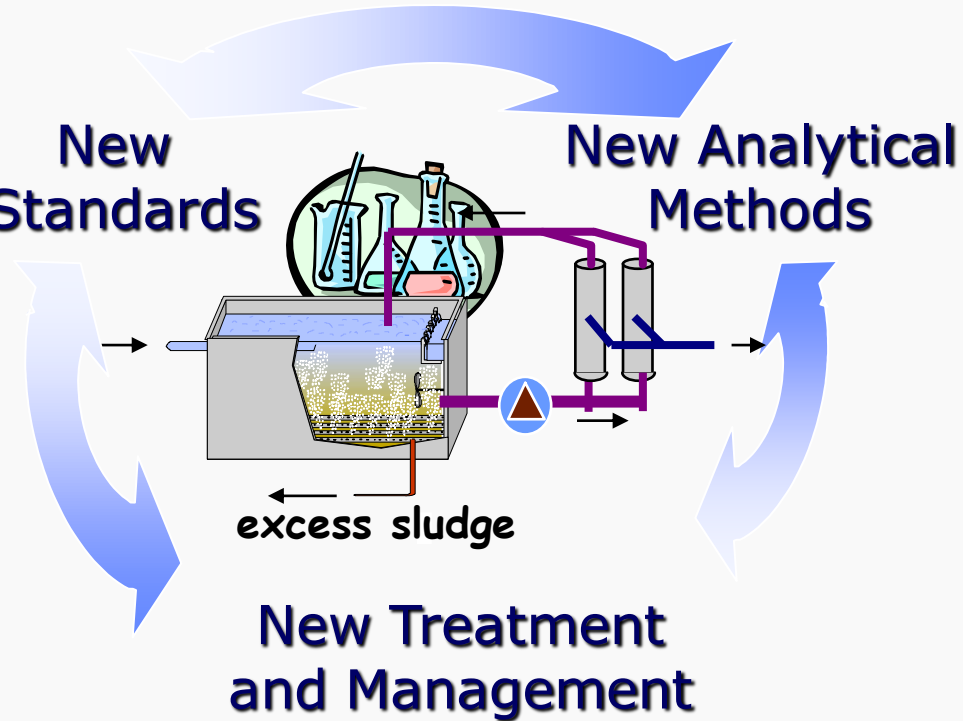 New
Standards
New Analytical
Methods
excess sludge
New Treatment
and Management